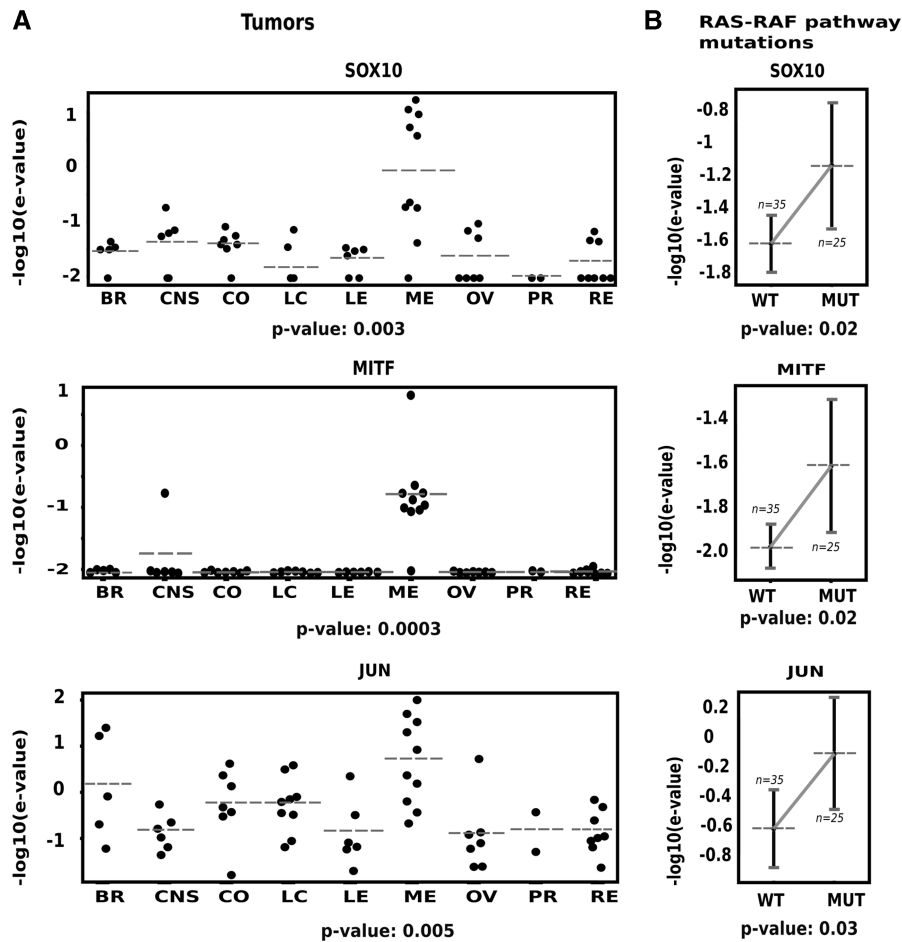 A
Tumors
SOX10
-log10(e-value)
1
0
-1
-2
BR CNS CO LC LE ME OV PR RE
p-value: 0.003
MITF
-log10(e-value)
1
0
-1
-2
BR CNS CO LC LE ME OV PR RE
p-value: 0.0003
JUN
-log10(e-value)
2
1
0
-1
BR CNS CO LC LE ME OV PR RE
p-value: 0.005
B
RAS-RAF pathway
mutations
SOX10
-log10(e-value)
-0.8
-1
-1.2
-1.4
-1.6
-1.8
n=35
n=25
WT MUT
p-value: 0.02
MITF
-log10(e-value)
-1.4
-1.6
-1.8
-2.0
n=35
n=25
WT MUT
p-value: 0.02
JUN
-log10(e-value)
0.2
0
-0.2
-0.4
-0.6
-0.8
n=35
n=25
WT MUT
p-value: 0.03